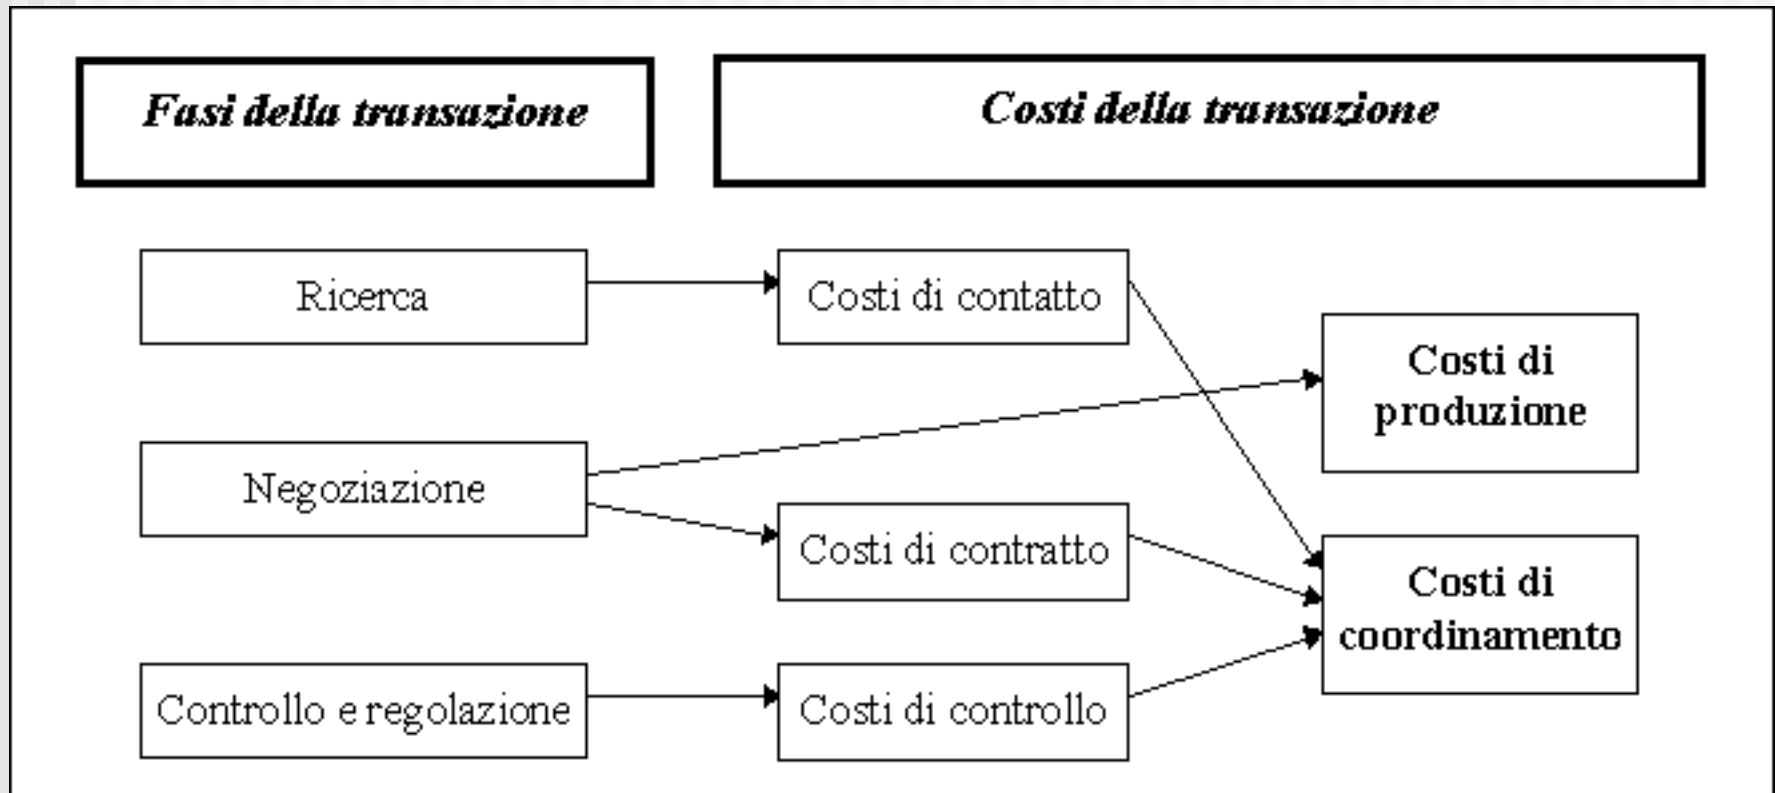 Fasi della transazione
Costi della transazione
Ricerca
Costi di contatto
Costi di
produzione
Negoziazione
Costi di contratto
Costi di
coordinamento
Controllo e regolazione
Costi di controllo